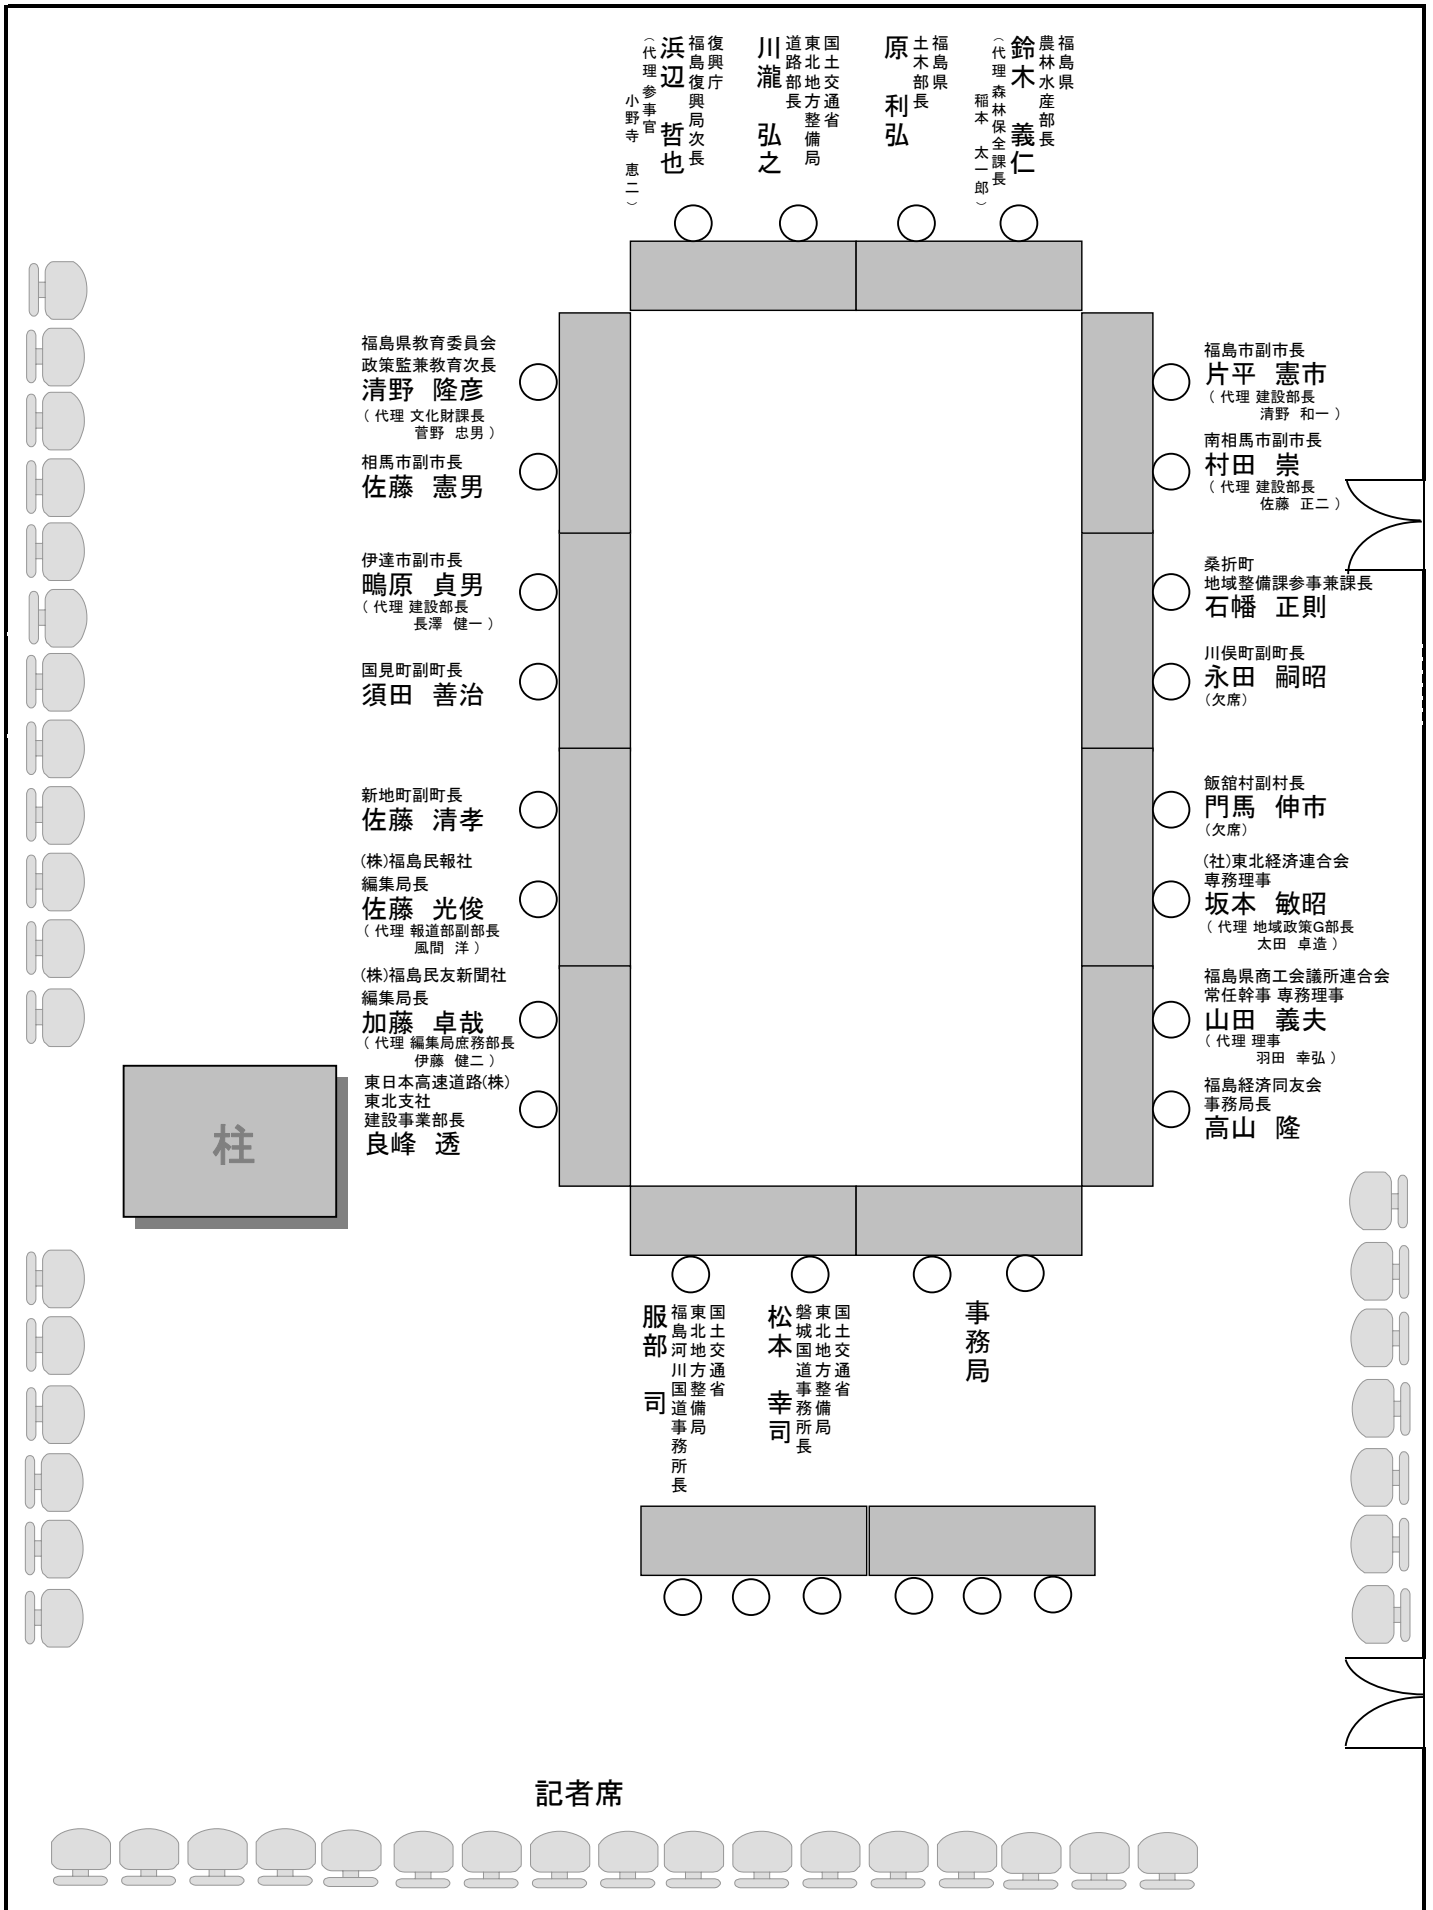 福島県
農林水産部長
鈴木 義仁
（代理 森林保全課長
稲本 太一郎）
福島県
土木部長
原 利弘
国土交通省
東北地方整備局
道路部長
川瀧 弘之
復興庁
福島復興局次長
浜辺 哲也
（代理 参事官
小野寺 恵二）
福島県教育委員会
政策監兼教育次長
清野 隆彦
（代理 文化財課長
菅野 忠男）
相馬市副市長
佐藤 憲男
伊達市副市長
鴫原 貞男
（代理 建設部長
長澤 健一）
国見町副町長
須田 善治
新地町副町長
佐藤 清孝
(株)福島民報社
編集局長
佐藤 光俊
（代理 報道部副部長
風間 洋）
(株)福島民友新聞社
編集局長
加藤 卓哉
（代理 編集局庶務部長
伊藤 健二）
東日本高速道路(株)
東北支社
建設事業部長
良峰 透
福島市副市長
片平 憲市
（代理 建設部長
清野 和一）
南相馬市副市長
村田 崇
（代理 建設部長
佐藤 正二）
桑折町
地域整備課参事兼課長
石幡 正則
川俣町副町長
永田 嗣昭
(欠席)
飯舘村副村長
門馬 伸市
(欠席)
(社)東北経済連合会
専務理事
坂本 敏昭
（代理 地域政策G部長
太田 卓造）
福島県商工会議所連合会
常任幹事 専務理事
山田 義夫
（代理 理事
羽田 幸弘）
福島経済同友会
事務局長
高山 隆
柱
事務局
国土交通省
東北地方整備局
磐城国道事務所長
松本 幸司
国土交通省
東北地方整備局
福島河川国道事務所長
服部 司
記者席